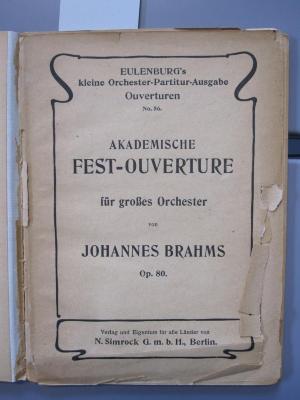 EULENBURG's
kleine Orchester-Partitur-Ausgabe
Ouverturen
No. 86.
AKADEMISCHE
FEST-OUVERTURE
für großes Orchester
von
JOHANNES BRAHMS
Op. 80.
Verlag und Eigentum für alle Länder von
N. Simrock G. m. b. H., Berlin.